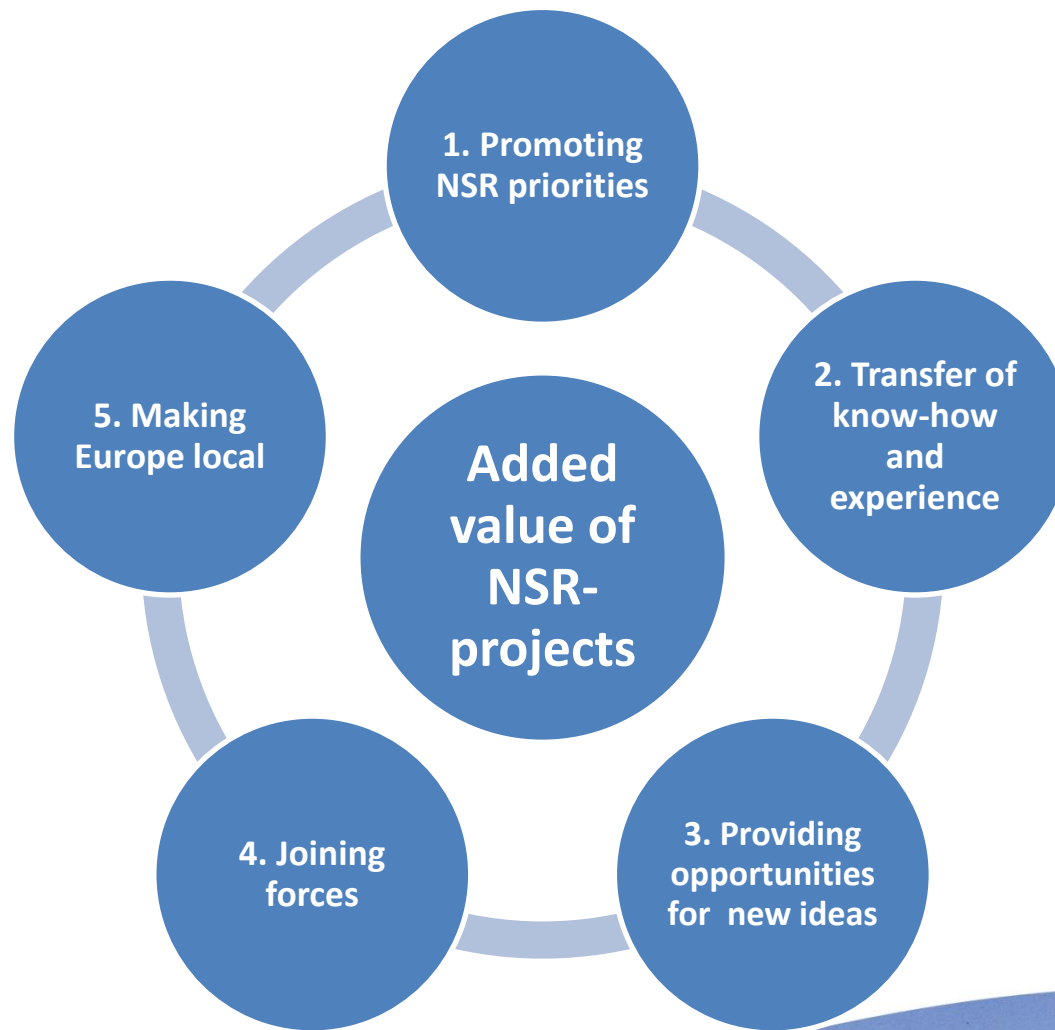 1. Promoting
NSR priorities
2. Transfer of
know-how
and
experience
3. Providing
opportunities
for  new ideas
4. Joining
forces
5. Making
Europe local
Added
value of
NSR-
projects